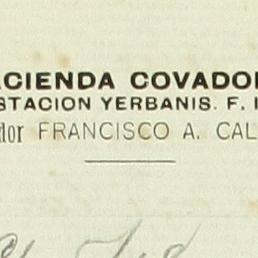 ACIENDA COVADO
STACION YERBANIS. F. I
dor FRANCISCO A. CAL